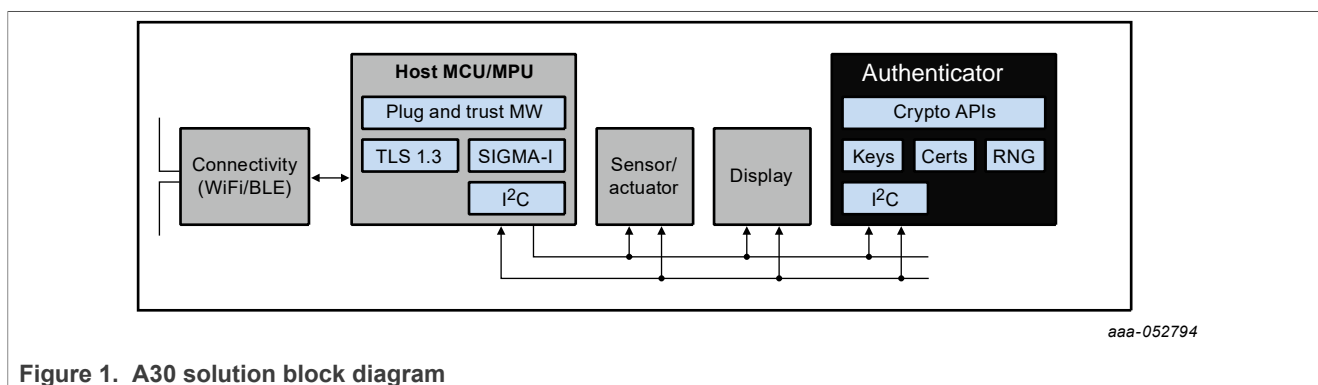 Connectivity
(WiFi/BLE)
Host MCU/MPU
Plug and trust MW
TLS 1.3
SIGMA-I
I²C
Sensor/
actuator
Display
Authenticator
Crypto APIs
Keys
Certs
RNG
I²C
aaa-052794
Figure 1. A30 solution block diagram